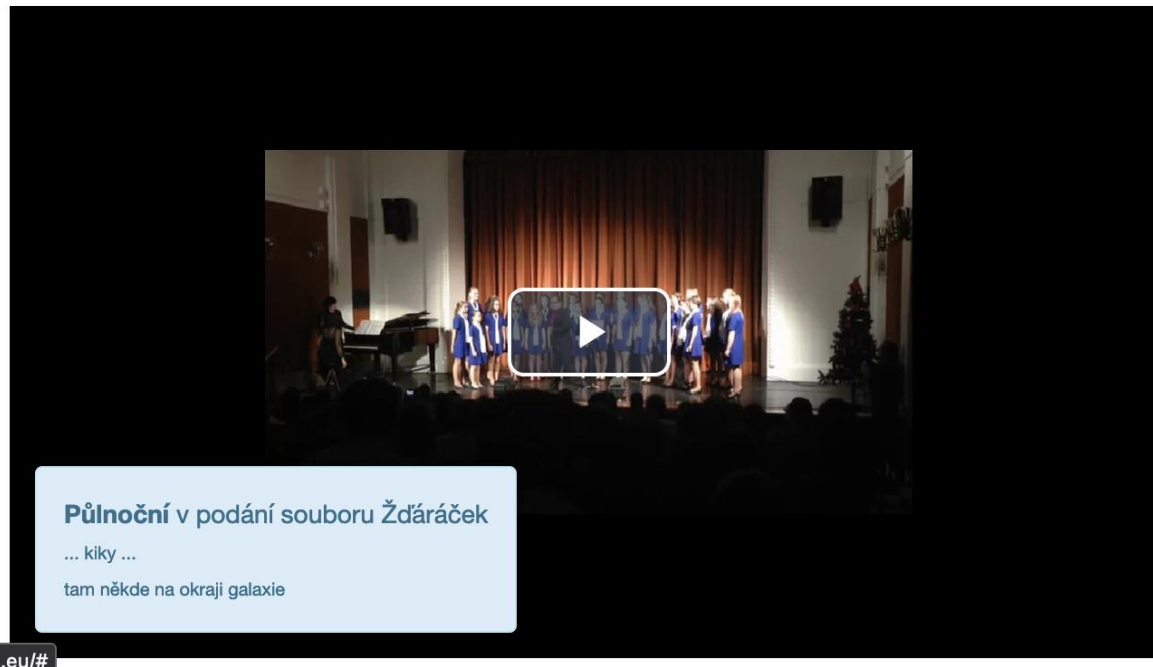 Půlnoční v podání souboru Žďáráček
... kiky ...
tam někde na okraji galaxie
.eu/#